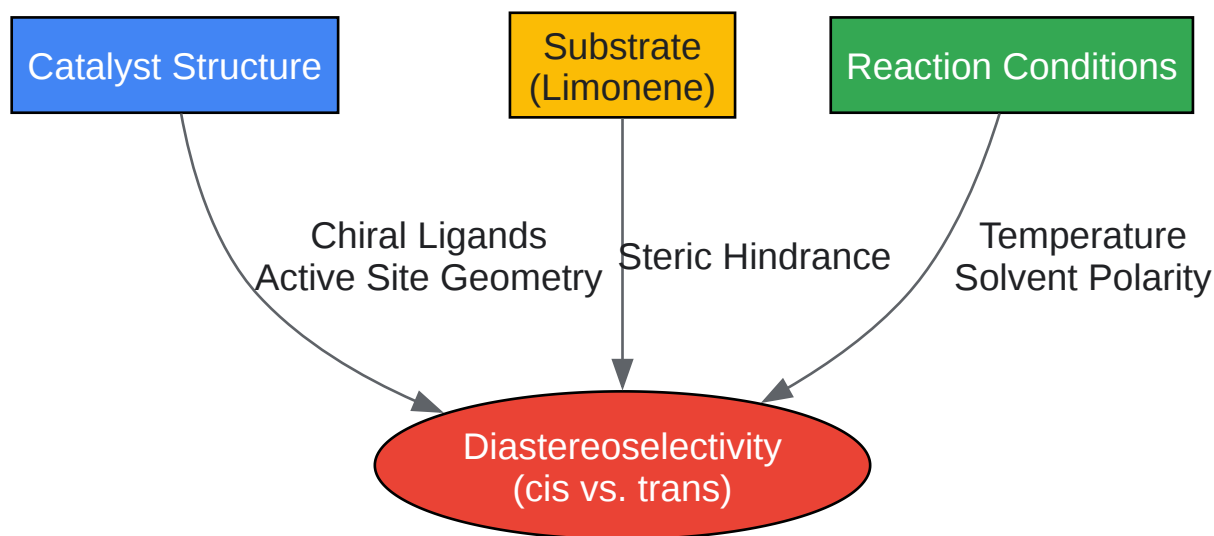 Catalyst Structure
Substrate
(Limonene)
Reaction Conditions
Chiral Ligands
Active Site Geometry
Steric Hindrance
Temperature
Solvent Polarity
Diastereoselectivity
(cis vs. trans)